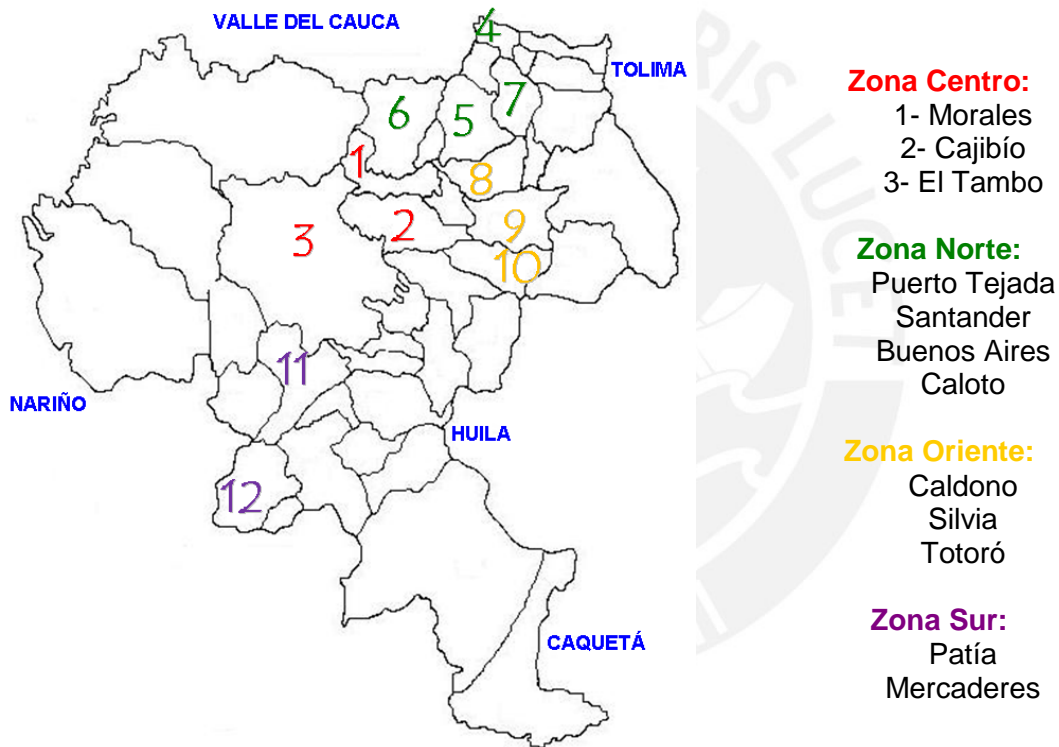 VALLE DEL CAUCA
TOLIMA
NARIÑO
HUILA
CAQUETÁ
4
6
5
7
1
8
2
9
3
10
11
12
Zona Centro:
1- Morales
2- Cajibío
3- El Tambo
Zona Norte:
Puerto Tejada
Santander
Buenos Aires
Caloto
Zona Oriente:
Caldono
Silvia
Totoró
Zona Sur:
Patía
Mercaderes
RIS LUCET